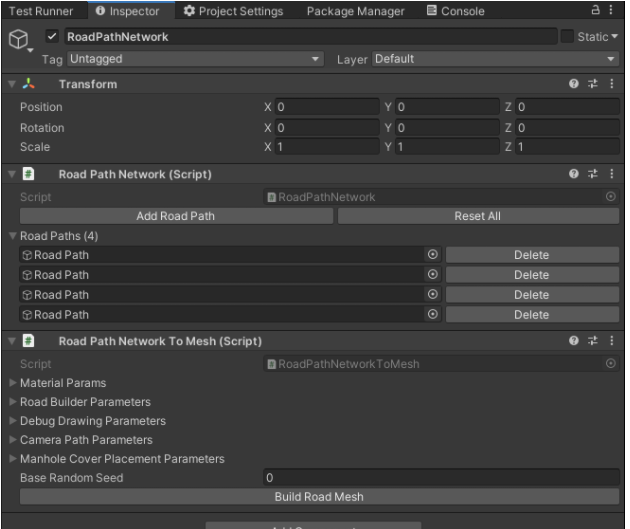 Test Runner Inspector Project Settings Package Manager Console
RoadPathNetwork Static
Tag Untagged Layer Default
Transform
Position X 0 Y 0 Z 0
Rotation X 0 Y 0 Z 0
Scale X 1 Y 1 Z 1
# Road Path Network (Script)
Script RoadPathNetwork
Add Road Path Reset All
Road Paths (4)
Road Path Delete
Road Path Delete
Road Path Delete
Road Path Delete
# Road Path Network To Mesh (Script)
Script RoadPathNetworkToMesh
Material Params
Road Builder Parameters
Debug Drawing Parameters
Camera Path Parameters
Manhole Cover Placement Parameters
Base Random Seed 0
Build Road Mesh